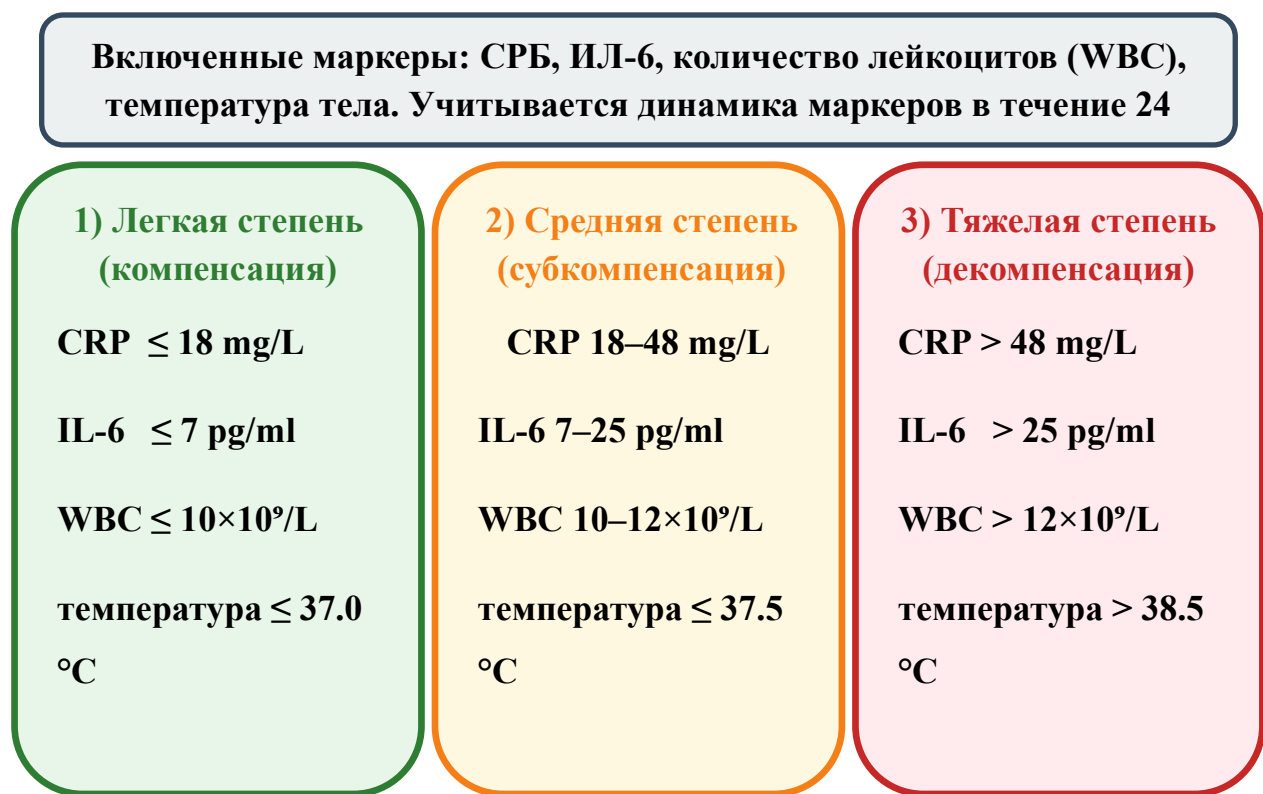 Включенные маркеры: СРБ, ИЛ-6, количество лейкоцитов (WBC),
температура тела. Учитывается динамика маркеров в течение 24
1) Легкая степень
(компенсация)
CRP ≤ 18 mg/L
IL-6 ≤ 7 pg/ml
WBC ≤ 10×10⁹/L
температура ≤ 37.0
°C
2) Средняя степень
(субкомпенсация)
CRP 18–48 mg/L
IL-6 7–25 pg/ml
WBC 10–12×10⁹/L
температура ≤ 37.5
°C
3) Тяжелая степень
(декомпенсация)
CRP > 48 mg/L
IL-6 > 25 pg/ml
WBC > 12×10⁹/L
температура > 38.5
°C